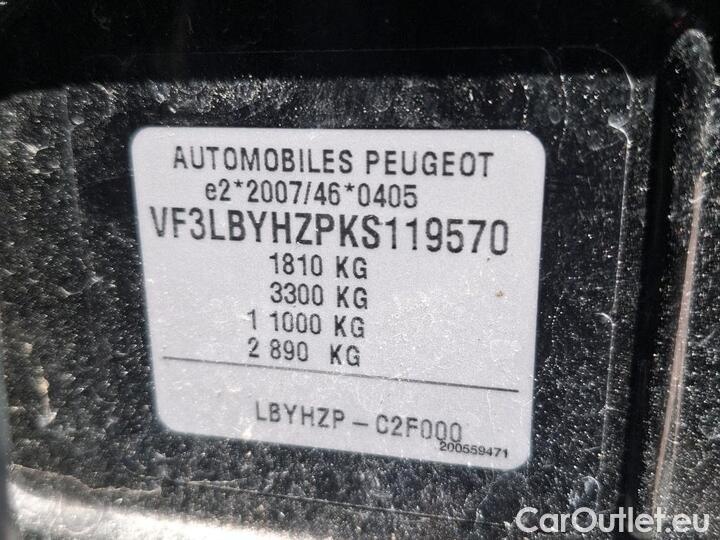 AUTOMOBILES PEUGEOT
e2*2007/46*0405
VF3LBYHZPKS119570
1810 KG
3300 KG
1 1000 KG
2 890 KG
LBYHZP - C2F000
200559471
CarOutlet.eu